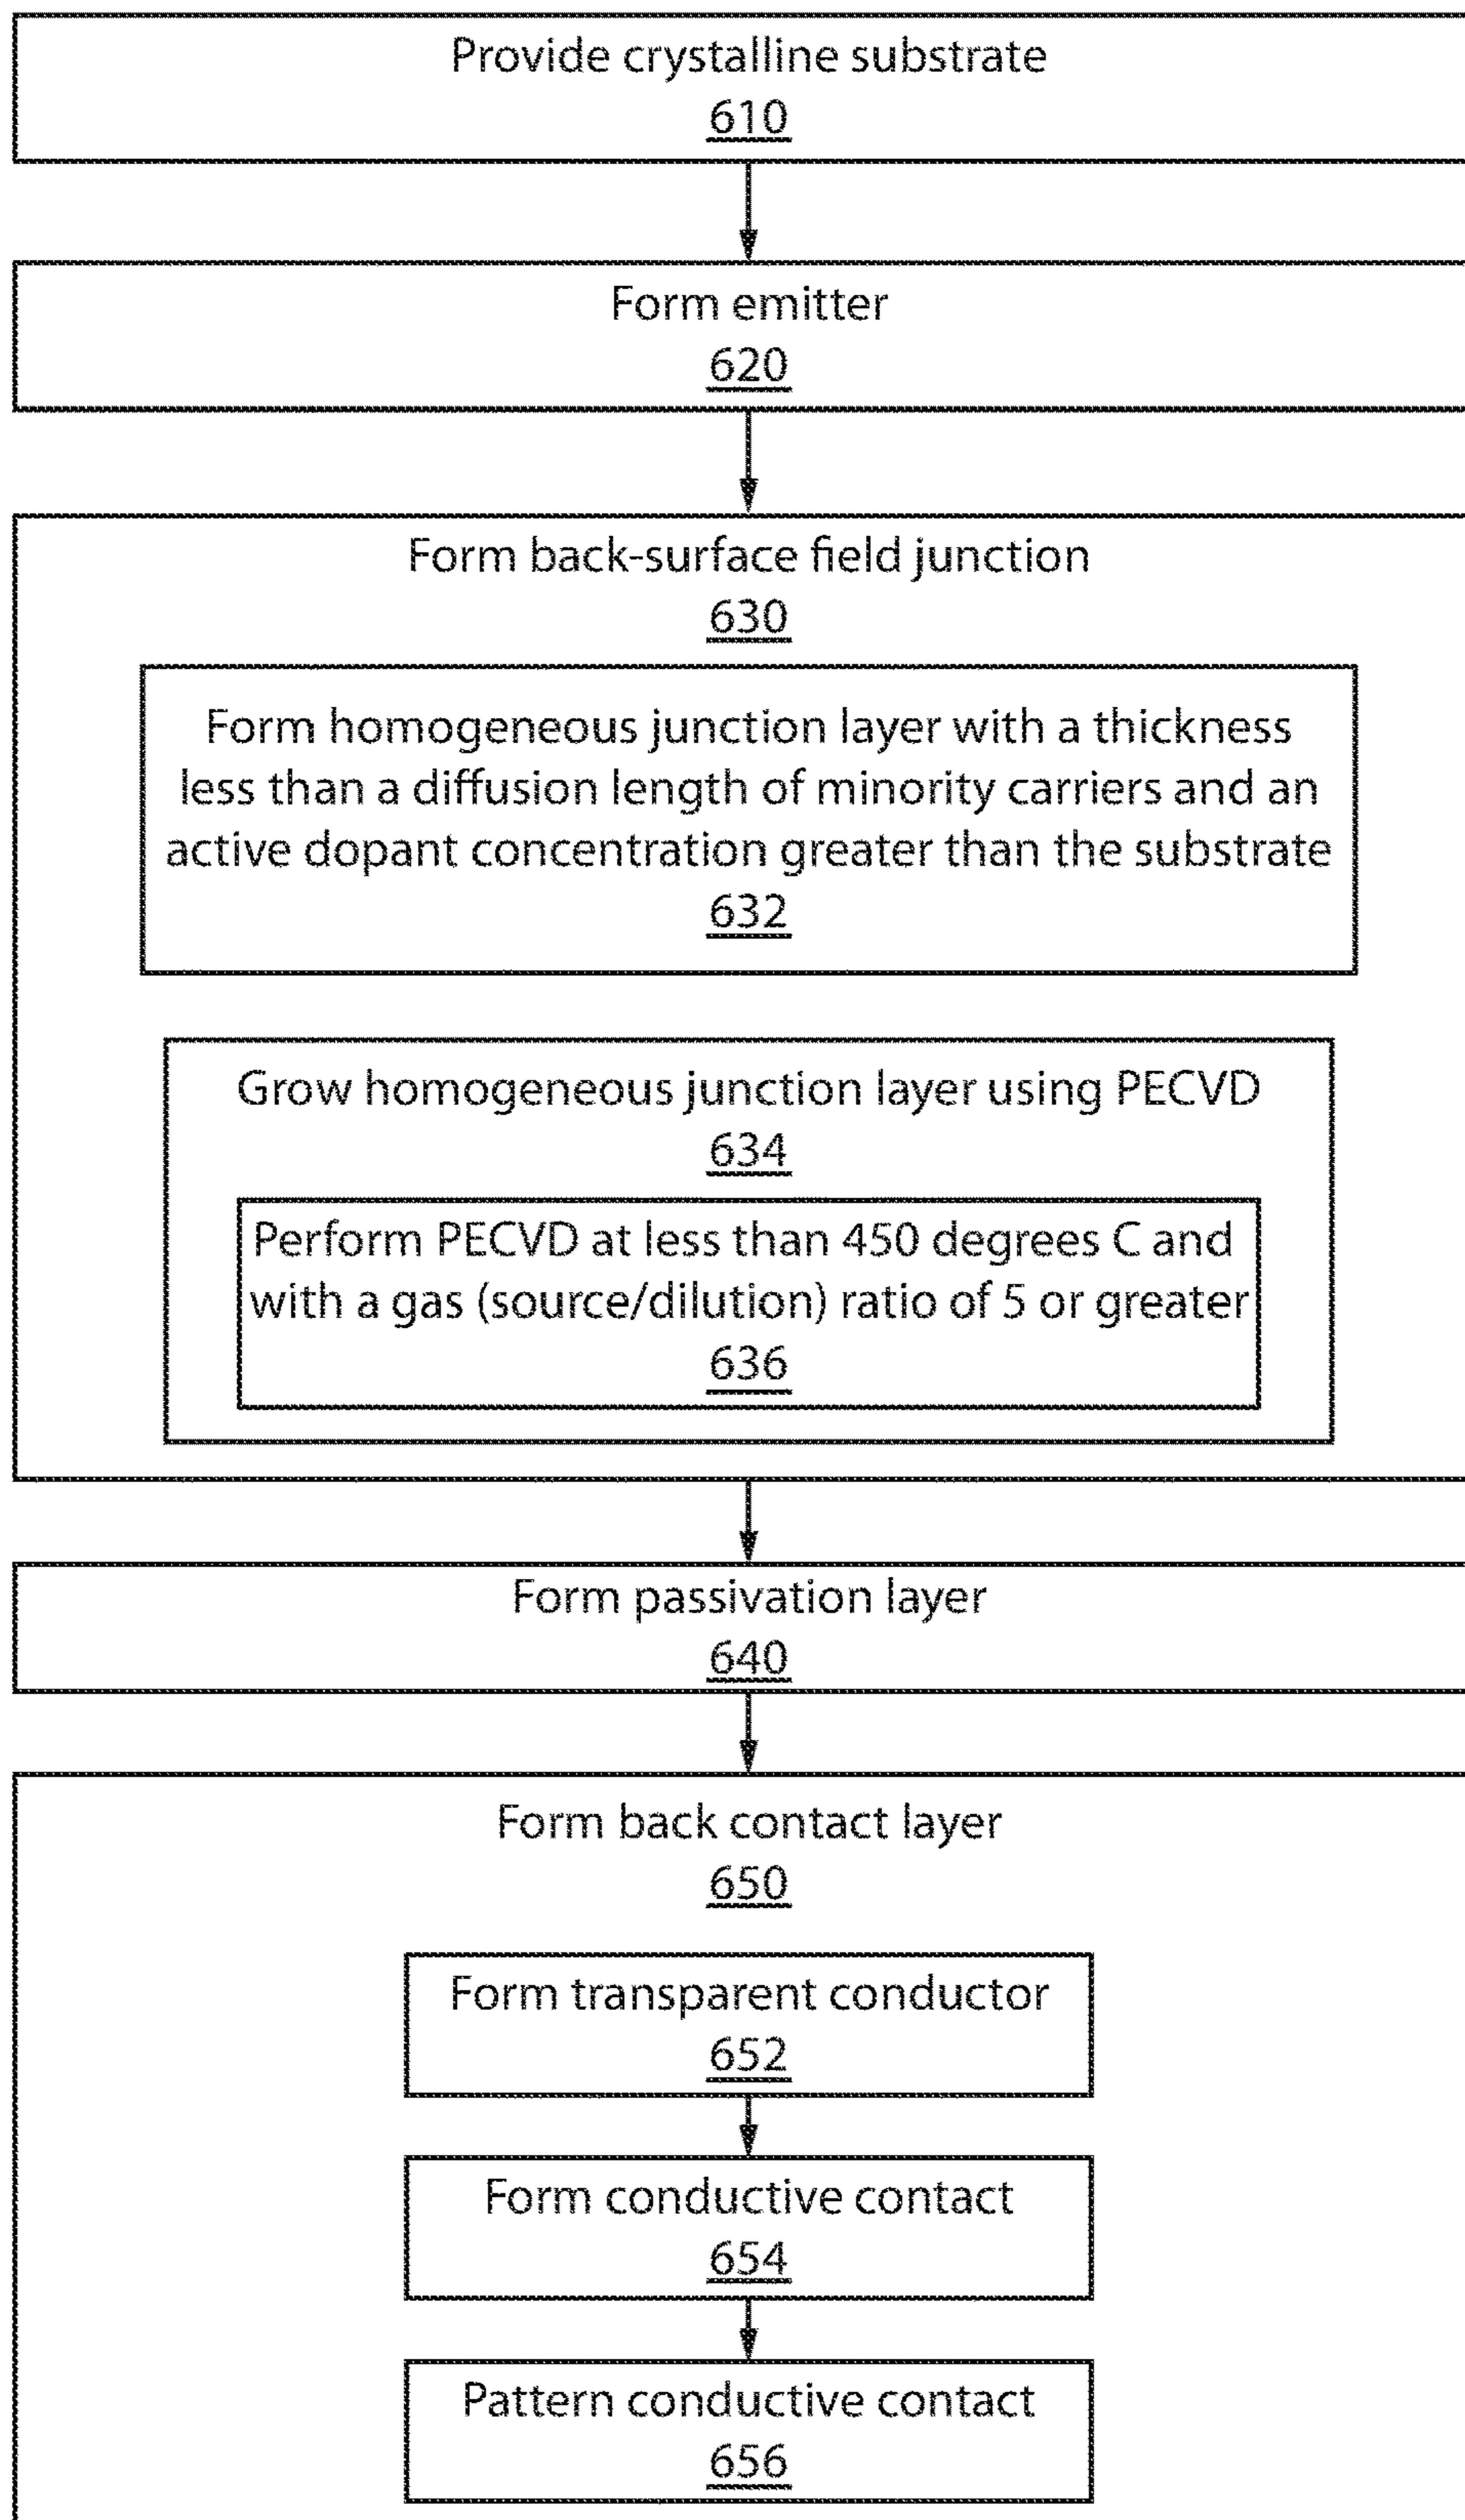 Provide crystalline substrate
610
Form emitter
620
Form back-surface field junction
630
Form homogeneous junction layer with a thickness
less than a diffusion length of minority carriers and an
active dopant concentration greater than the substrate
632
Grow homogeneous junction layer using PECVD
634
Perform PECVD at less than 450 degrees C and
with a gas (source/dilution) ratio of 5 or greater
636
Form passivation layer
640
Form back contact layer
650
Form transparent conductor
652
Form conductive contact
654
Pattern conductive contact
656